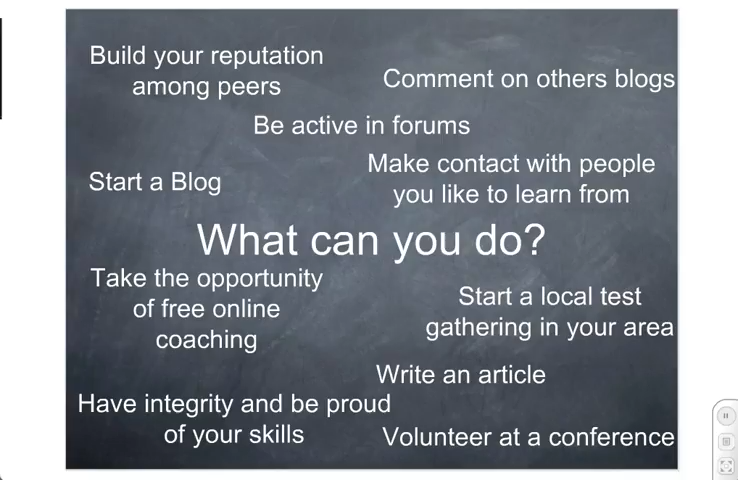 Build your reputation
among peers
Comment on others blogs
Be active in forums
Make contact with people
you like to learn from
Start a Blog
What can you do?
Take the opportunity
of free online
coaching
Start a local test
gathering in your area
Write an article
Have integrity and be proud
of your skills
Volunteer at a conference